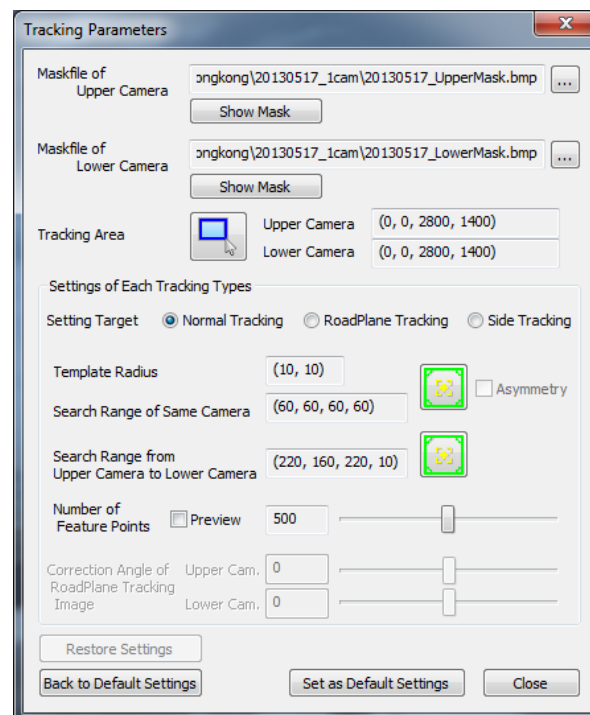 Tracking Parameters
Maskfile of
Upper Camera
ongkong\20130517_1cam\20130517_UpperMask.bmp
...
Show Mask
Maskfile of
Lower Camera
ongkong\20130517_1cam\20130517_LowerMask.bmp
...
Show Mask
Tracking Area
Upper Camera (0, 0, 2800, 1400)
Lower Camera (0, 0, 2800, 1400)
Settings of Each Tracking Types
Setting Target Normal Tracking RoadPlane Tracking Side Tracking
Template Radius (10, 10)
Asymmetry
Search Range of Same Camera (60, 60, 60, 60)
Search Range from
Upper Camera to Lower Camera (220, 160, 220, 10)
Number of
Feature Points Preview 500
Correction Angle of
RoadPlane Tracking
Image
Upper Cam. 0
Lower Cam. 0
Restore Settings
Back to Default Settings Set as Default Settings Close